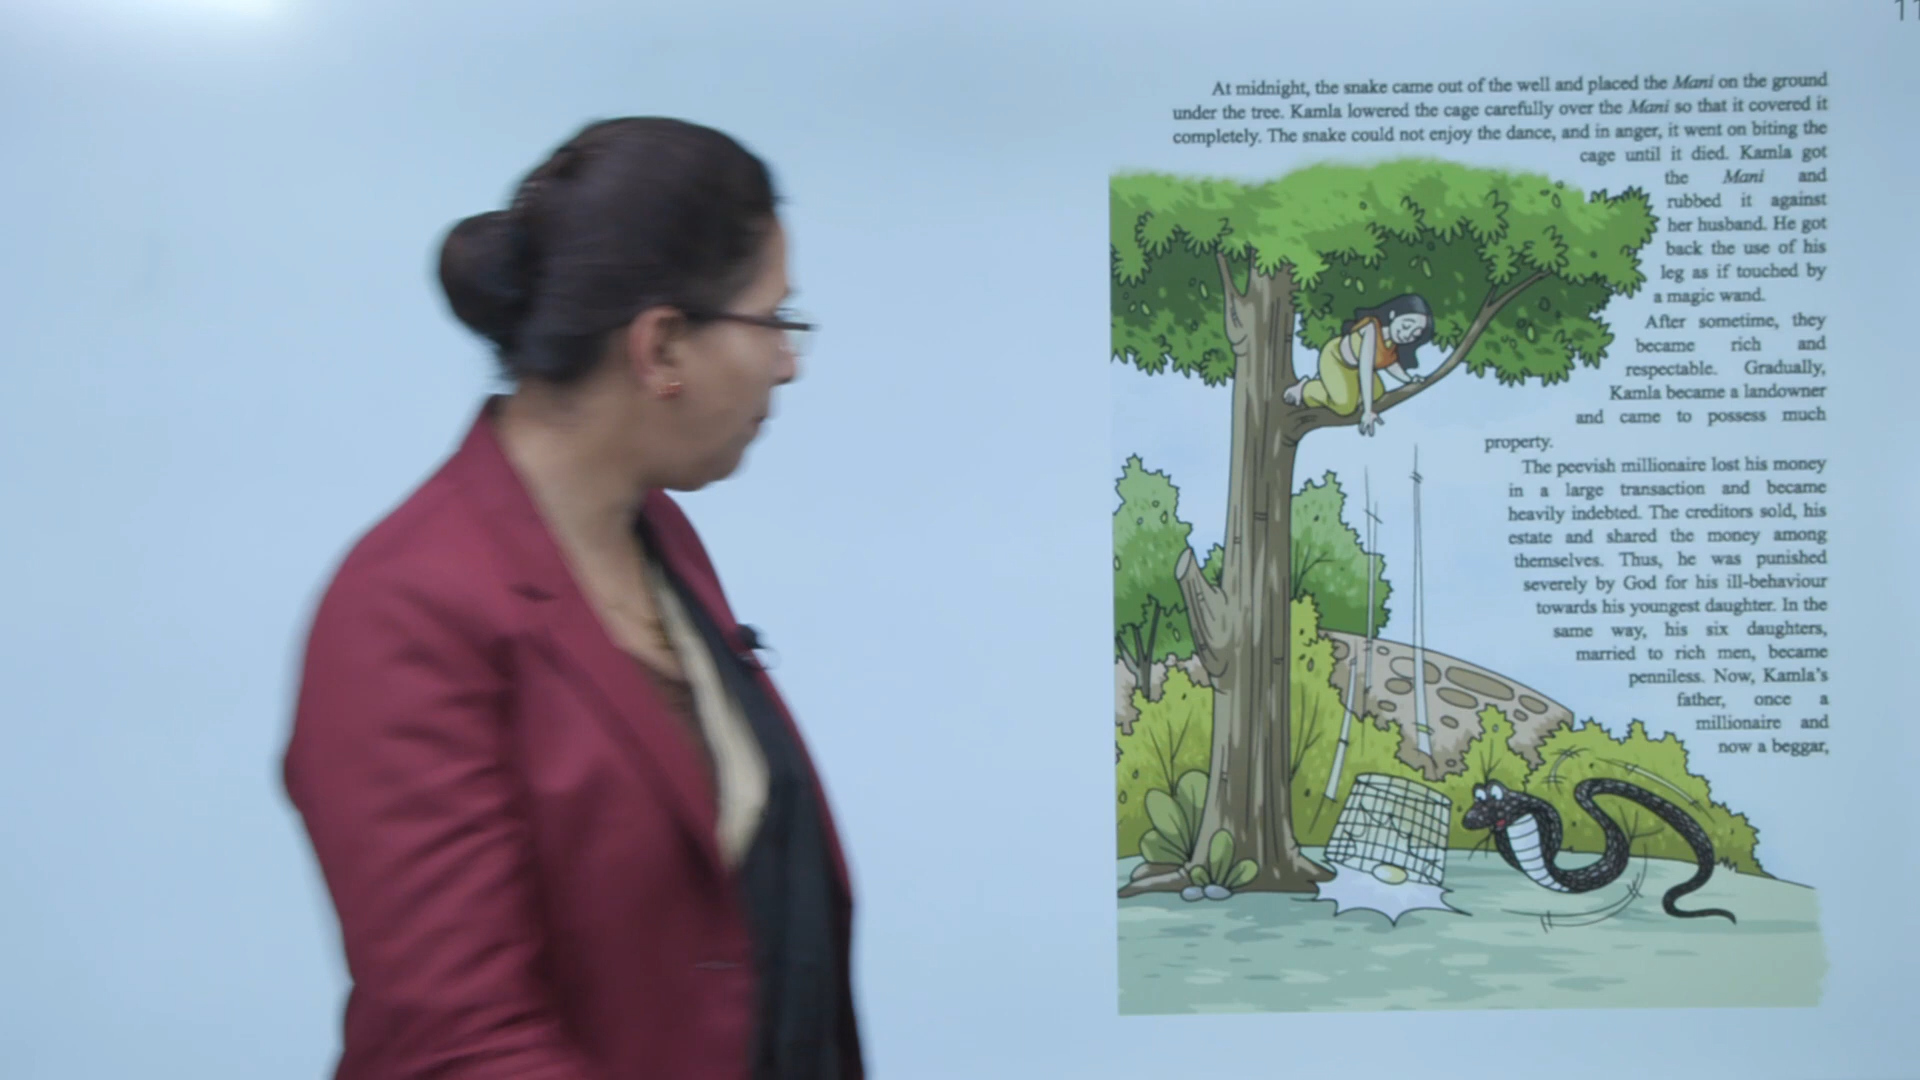 11
At midnight, the snake came out of the well and placed the Mani on the ground
under the tree. Kamla lowered the cage carefully over the Mani so that it covered it
completely. The snake could not enjoy the dance, and in anger, it went on biting the
cage until it died. Kamla got
the Mani and
rubbed it against
her husband. He got
back the use of his
leg as if touched by
a magic wand.
After sometime, they
became rich and
respectable. Gradually,
Kamla became a landowner
and came to possess much
property.
The peevish millionaire lost his money
in a large transaction and became
heavily indebted. The creditors sold, his
estate and shared the money among
themselves. Thus, he was punished
severely by God for his ill-behaviour
towards his youngest daughter. In the
same way, his six daughters,
married to rich men, became
penniless. Now, Kamla's
father, once a
millionaire and
now a beggar,